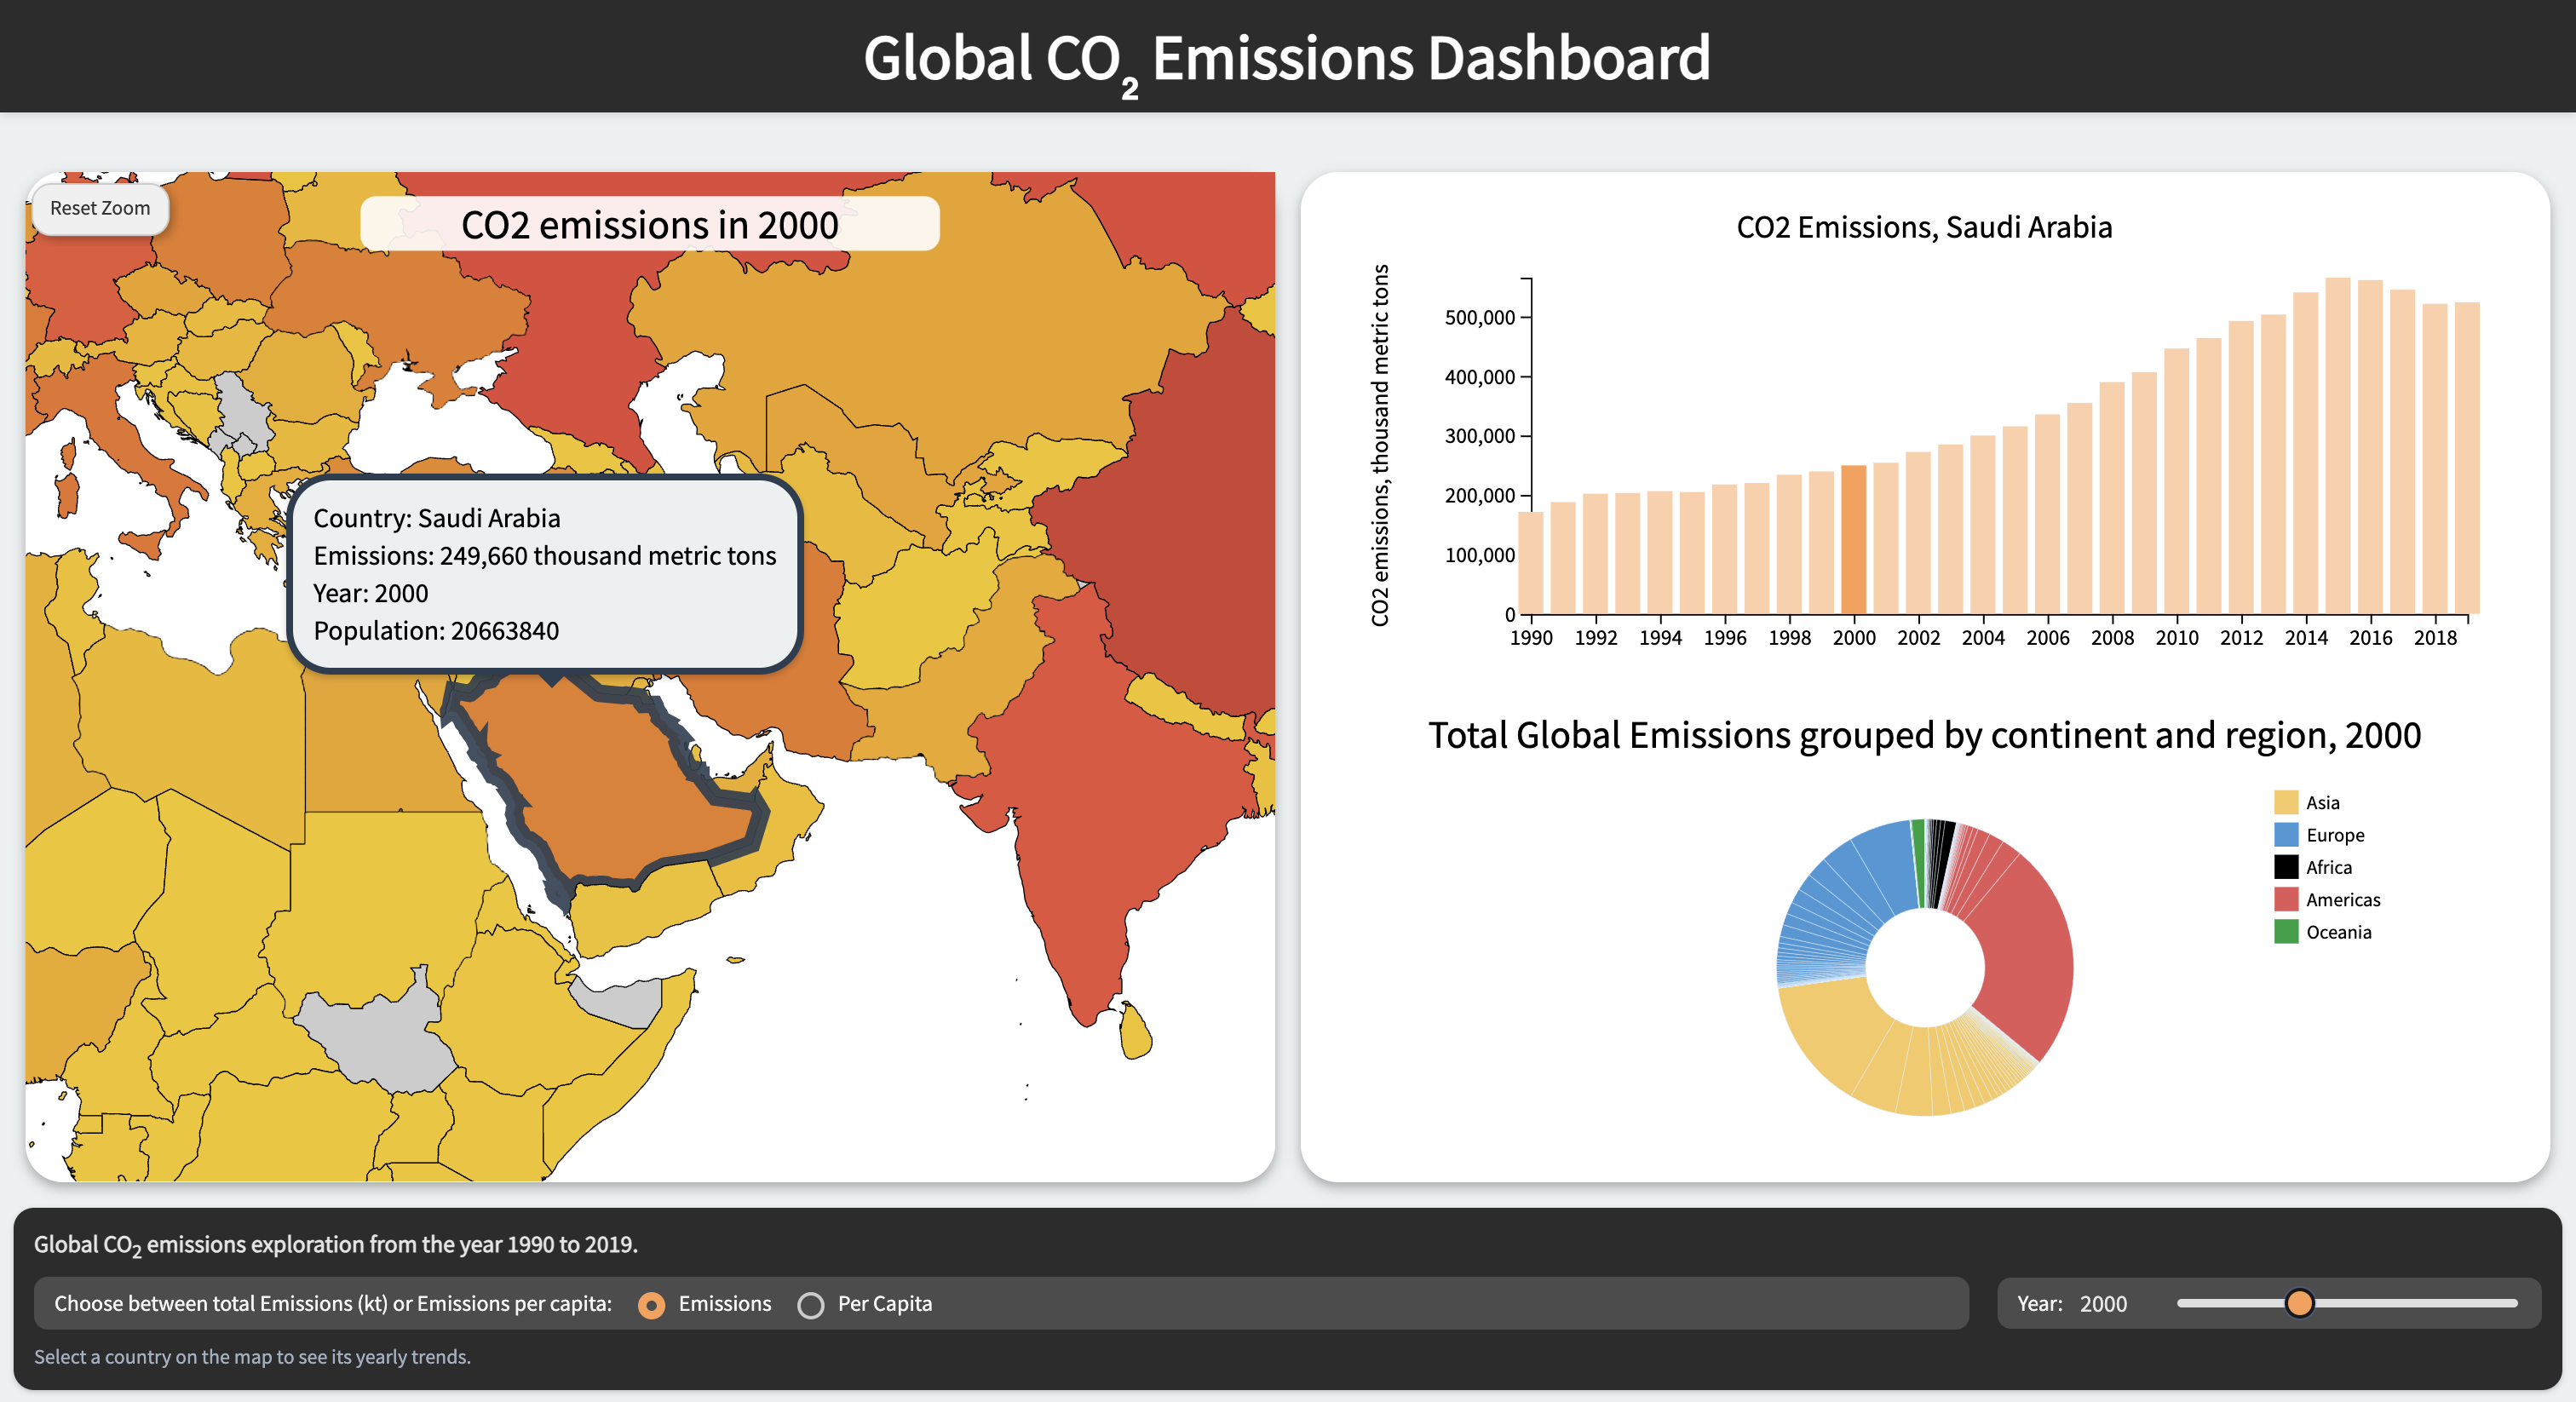 Global CO2 Emissions Dashboard
Reset Zoom
CO2 emissions in 2000
Country: Saudi Arabia
Emissions: 249,660 thousand metric tons
Year: 2000
Population: 20663840
CO2 Emissions, Saudi Arabia
CO2 emissions, thousand metric tons
500,000
400,000
300,000
200,000
100,000
0
1990 1992 1994 1996 1998 2000 2002 2004 2006 2008 2010 2012 2014 2016 2018
Total Global Emissions grouped by continent and region, 2000
Asia
Europe
Africa
Americas
Oceania
Global CO2 emissions exploration from the year 1990 to 2019.
Choose between total Emissions (kt) or Emissions per capita: Emissions Per Capita
Year: 2000
Select a country on the map to see its yearly trends.